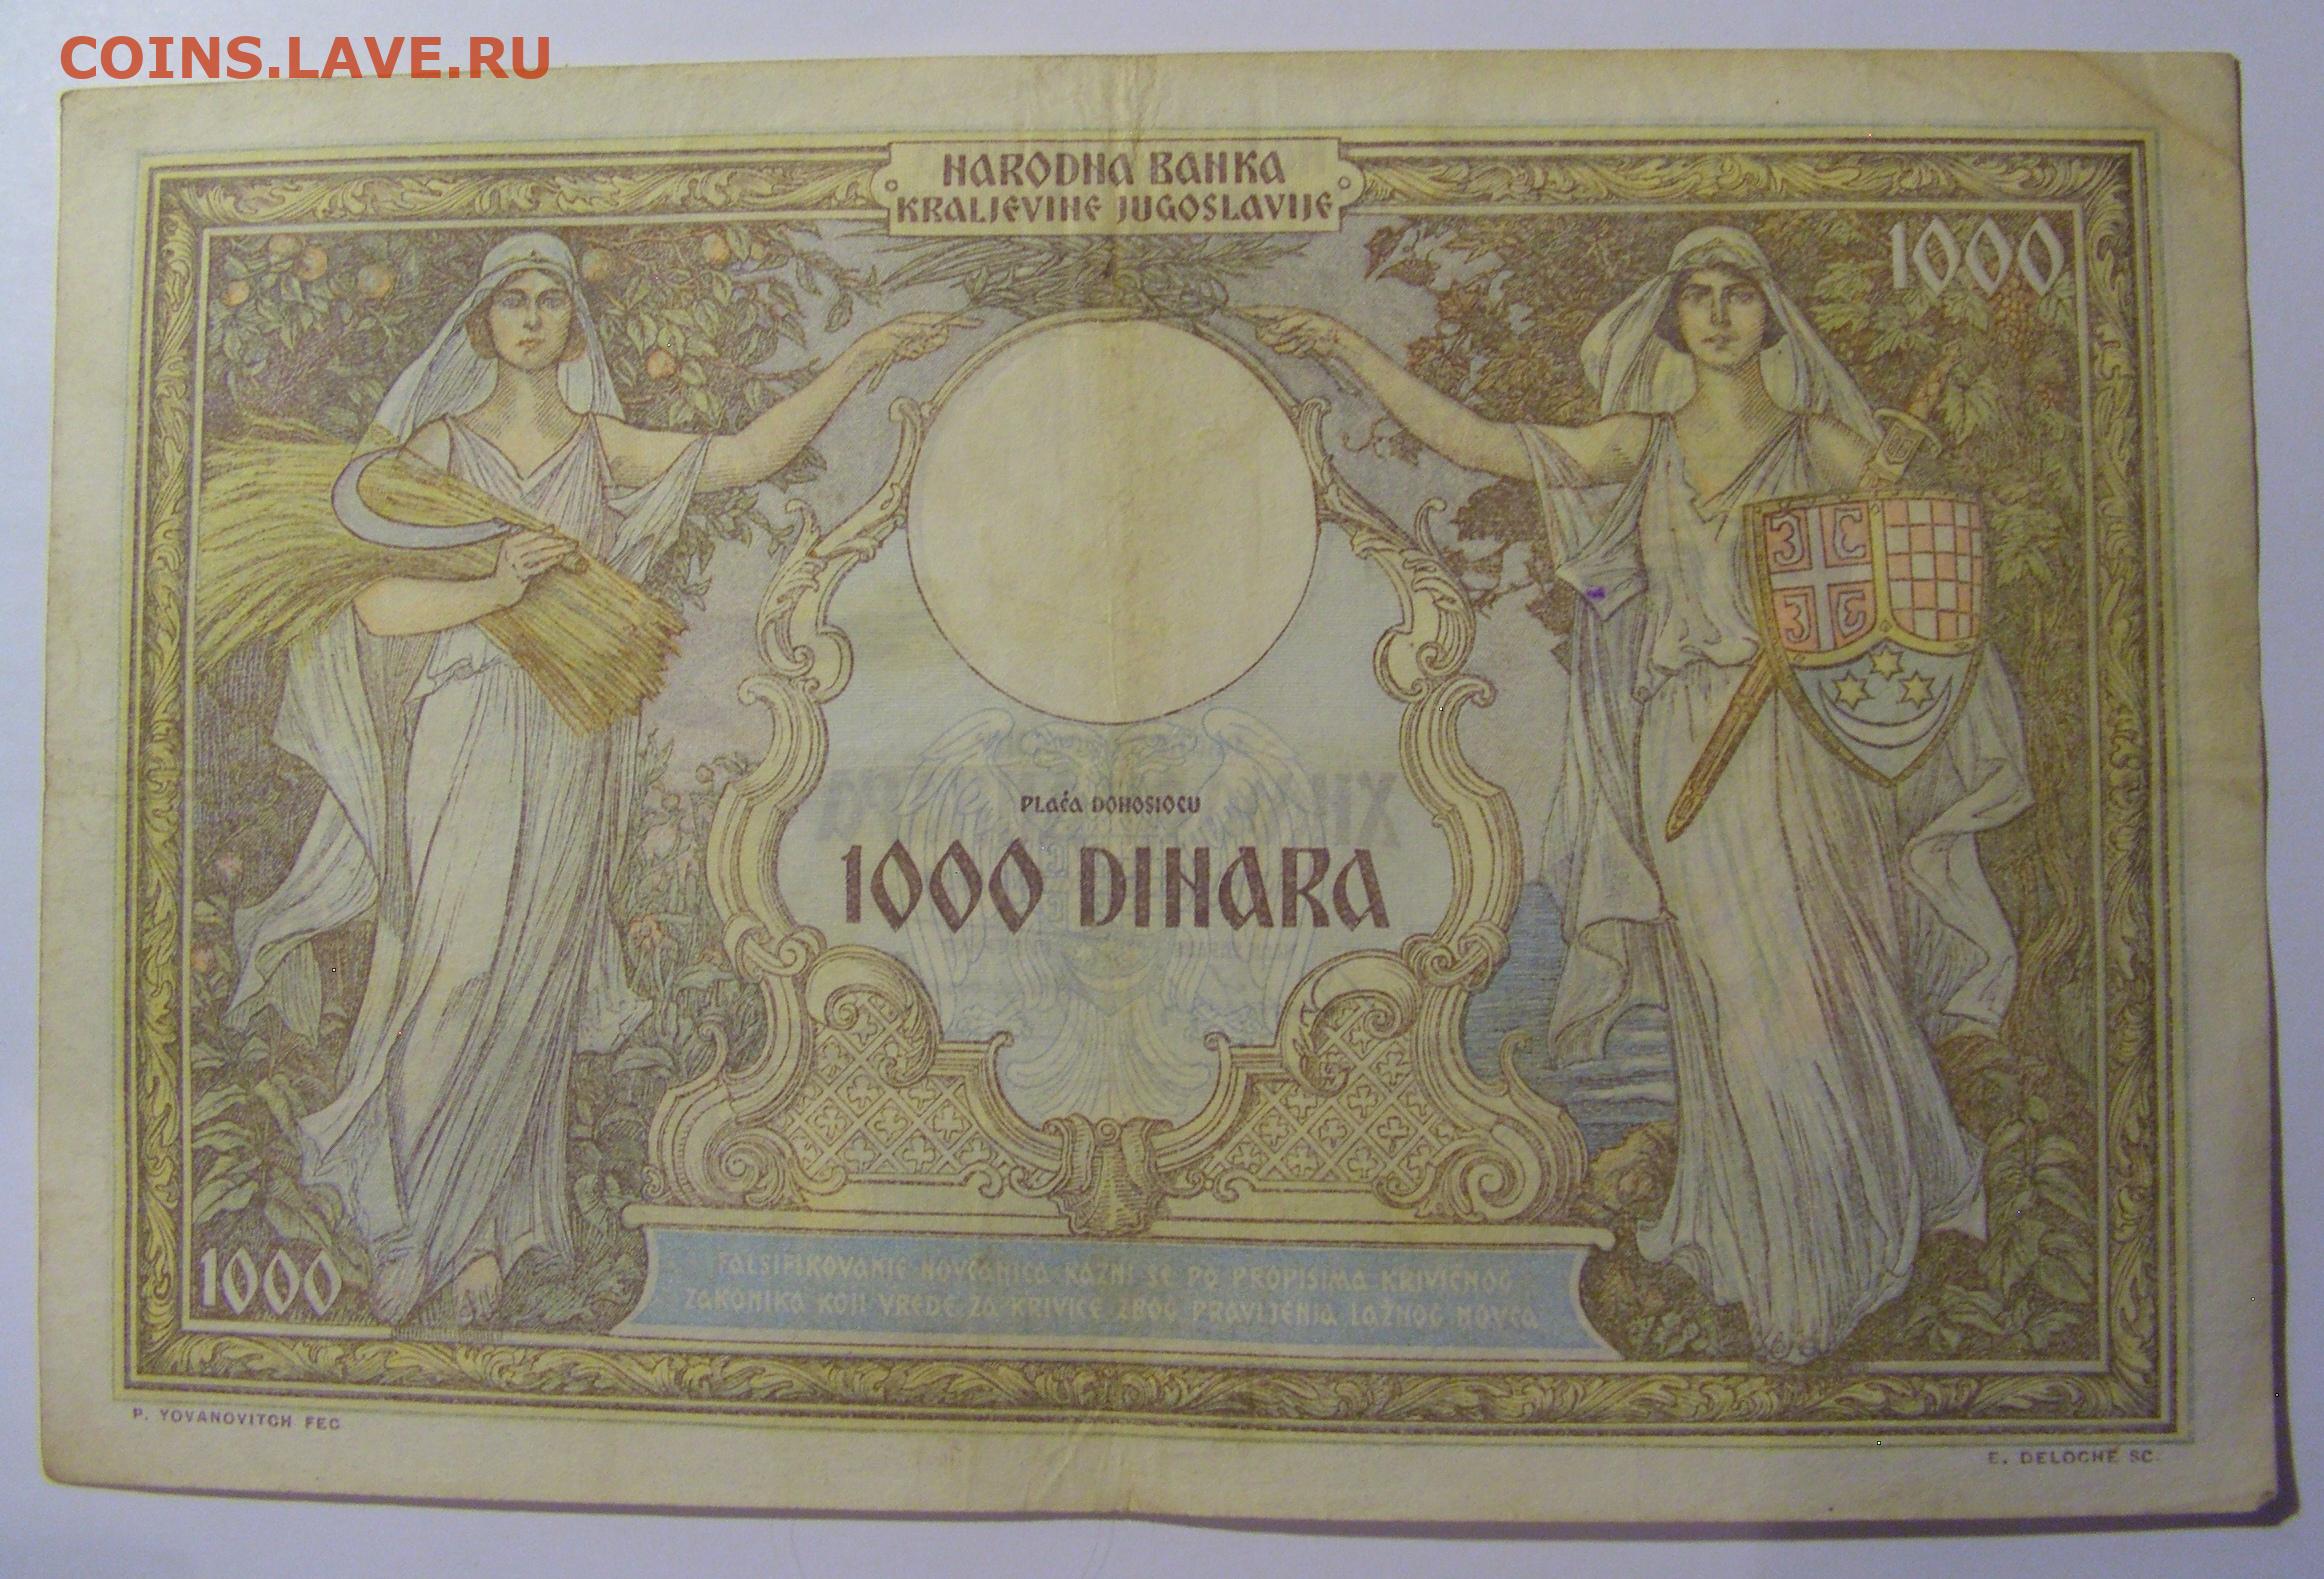 COINS.LAVE.RU
NARODNA BANKA
KRALJEVINE JUGOSLAVIJE
1000
PLAĆA DONOSIOCU
1000 DINARA
1000
FALSIFIKOVANJE NOVČANICA KAZNI SE PO PROPISIMA KRIVIČNOG
ZAKONIKA KOJI VREDE ZA KRIVICE ZBOG PRAVLJENJA LAŽNOG NOVCA
P. YOVANOVITCH FEC
E. DELOCHE SC.